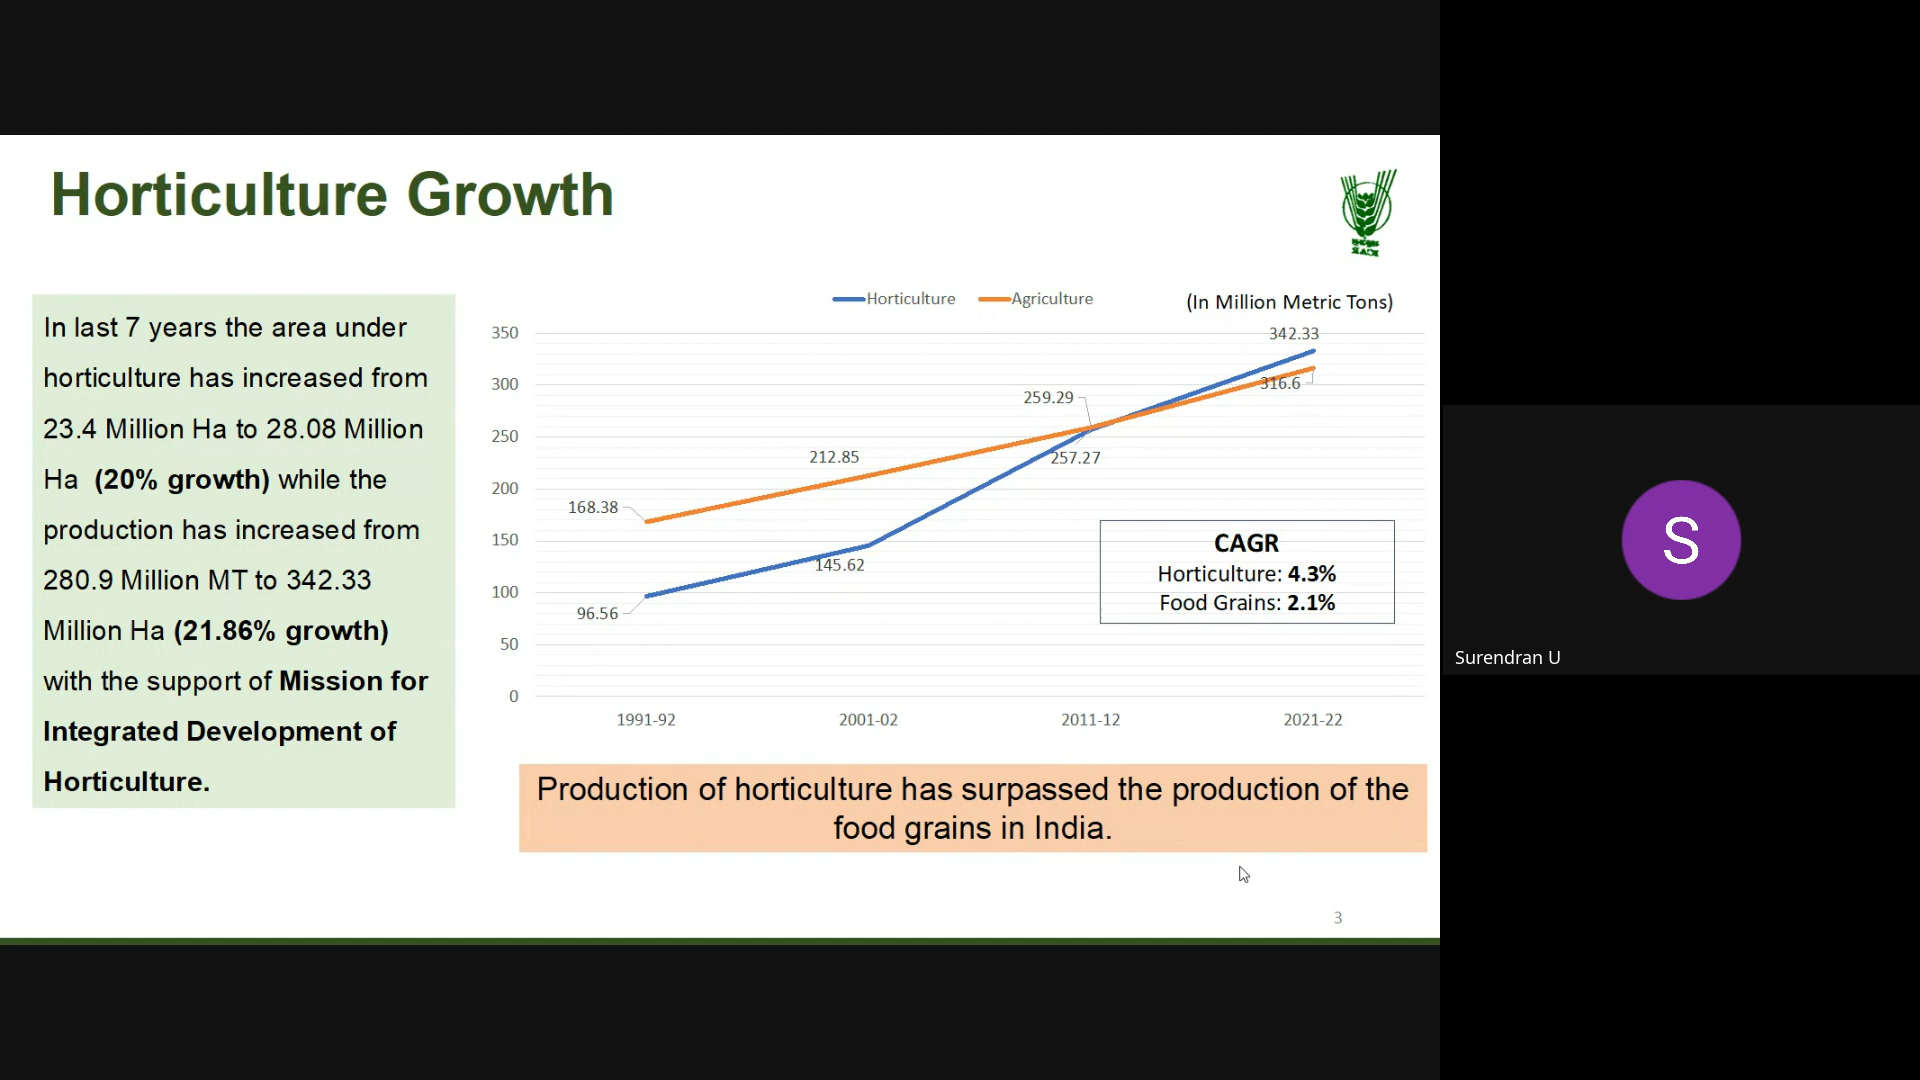 Horticulture Growth
In last 7 years the area under
horticulture has increased from
23.4 Million Ha to 28.08 Million
Ha (20% growth) while the
production has increased from
280.9 Million MT to 342.33
Million Ha (21.86% growth)
with the support of Mission for
Integrated Development of
Horticulture.
Horticulture Agriculture (In Million Metric Tons)
350
300
250
200
150
100
50
0
342.33
316.6
259.29
257.27
212.85
168.38
145.62
96.56
CAGR
Horticulture: 4.3%
Food Grains: 2.1%
1991-92 2001-02 2011-12 2021-22
Production of horticulture has surpassed the production of the
food grains in India.
3
S
Surendran U